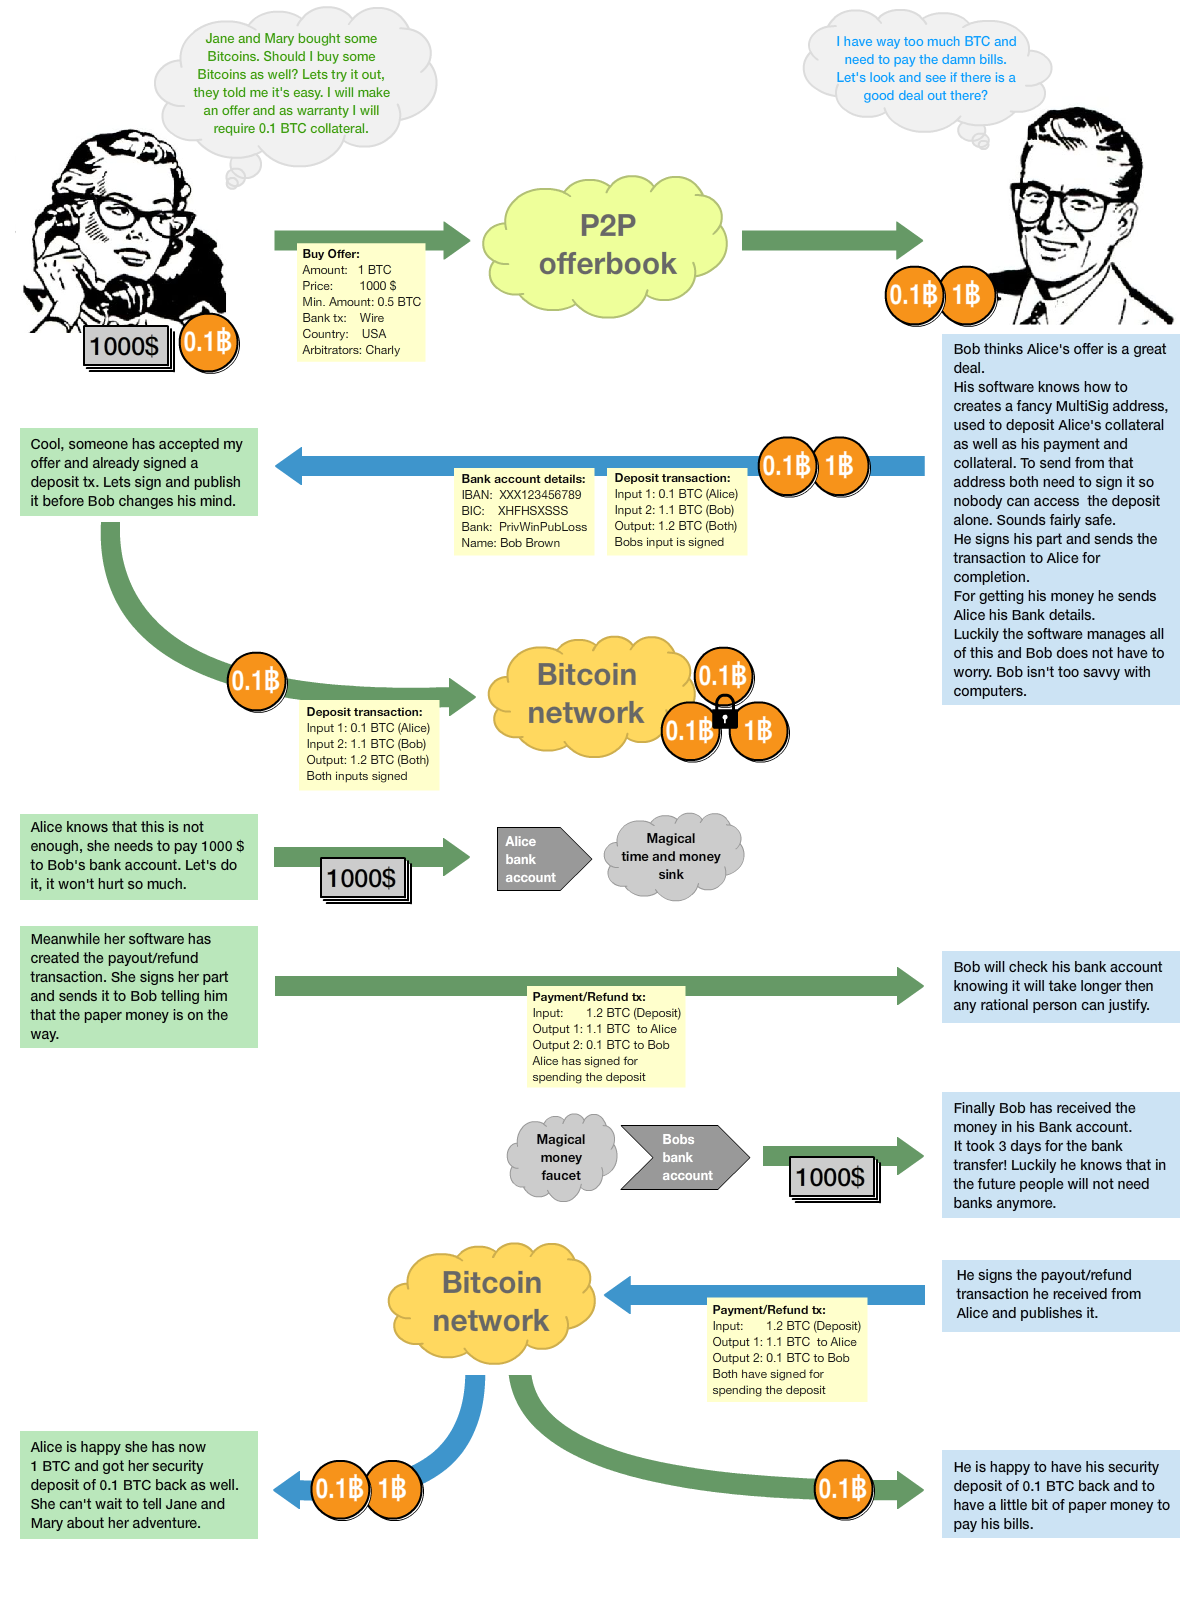 Jane and Mary bought some
Bitcoins. Should I buy some
Bitcoins as well? Lets try it out,
they told me it's easy. I will make
an offer and as warranty I will
require 0.1 BTC collateral.
I have way too much BTC and
need to pay the damn bills.
Let's look and see if there is a
good deal out there?
P2P
offerbook
1000$
0.1฿
Buy Offer:
Amount: 1 BTC
Price: 1000 $
Min. Amount: 0.5 BTC
Bank tx: Wire
Country: USA
Arbitrators: Charly
0.1฿
1฿
Bob thinks Alice's offer is a great
deal.
His software knows how to
creates a fancy MultiSig address,
used to deposit Alice's collateral
as well as his payment and
collateral. To send from that
address both need to sign it so
nobody can access the deposit
alone. Sounds fairly safe.
He signs his part and sends the
transaction to Alice for
completion.
For getting his money he sends
Alice his Bank details.
Luckily the software manages all
of this and Bob does not have to
worry. Bob isn't too savvy with
computers.
0.1฿
1฿
Bank account details:
IBAN: XXX123456789
BIC: XHFHSXSSS
Bank: PrivWinPubLoss
Name: Bob Brown
Deposit transaction:
Input 1: 0.1 BTC (Alice)
Input 2: 1.1 BTC (Bob)
Output: 1.2 BTC (Both)
Bobs input is signed
Cool, someone has accepted my
offer and already signed a
deposit tx. Lets sign and publish
it before Bob changes his mind.
0.1฿
Deposit transaction:
Input 1: 0.1 BTC (Alice)
Input 2: 1.1 BTC (Bob)
Output: 1.2 BTC (Both)
Both inputs signed
Bitcoin
network
0.1฿
0.1฿
1฿
Alice knows that this is not
enough, she needs to pay 1000 $
to Bob's bank account. Let's do
it, it won't hurt so much.
1000$
Alice
bank
account
Magical
time and money
sink
Meanwhile her software has
created the payout/refund
transaction. She signs her part
and sends it to Bob telling him
that the paper money is on the
way.
Payment/Refund tx:
Input: 1.2 BTC (Deposit)
Output 1: 1.1 BTC to Alice
Output 2: 0.1 BTC to Bob
Alice has signed for
spending the deposit
Bob will check his bank account
knowing it will take longer then
any rational person can justify.
Magical
money
faucet
Bobs
bank
account
1000$
Finally Bob has received the
money in his Bank account.
It took 3 days for the bank
transfer! Luckily he knows that in
the future people will not need
banks anymore.
Bitcoin
network
Payment/Refund tx:
Input: 1.2 BTC (Deposit)
Output 1: 1.1 BTC to Alice
Output 2: 0.1 BTC to Bob
Both have signed for
spending the deposit
He signs the payout/refund
transaction he received from
Alice and publishes it.
Alice is happy she has now
1 BTC and got her security
deposit of 0.1 BTC back as well.
She can't wait to tell Jane and
Mary about her adventure.
0.1฿
1฿
0.1฿
He is happy to have his security
deposit of 0.1 BTC back and to
have a little bit of paper money to
pay his bills.